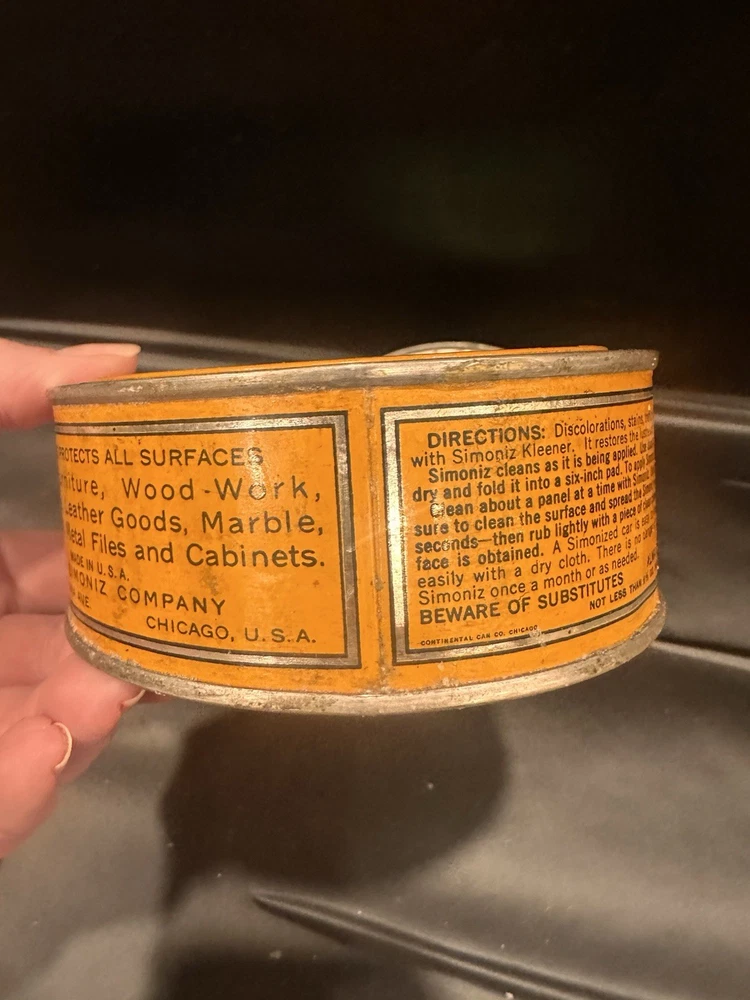 PROTECTS ALL SURFACES
Wood-Work,
Leather Goods, Marble,
Metal Files and Cabinets.
MADE IN U.S.A.
SIMONIZ COMPANY
AVE
CHICAGO, U.S.A.
DIRECTIONS: Discolorations, stains,
with Simoniz Kleener. It restores the
Simoniz cleans as it is being applied.
dry and fold it into a six-inch pad. To apply
Clean about a panel at a time with
sure to clean the surface and spread the
seconds—then rub lightly with a piece of
face is obtained. A Simonized car is
easily with a dry cloth. There is no
Simoniz once a month or as needed.
BEWARE OF SUBSTITUTES
NOT LESS THAN
CONTINENTAL CAN CO. CHICAGO